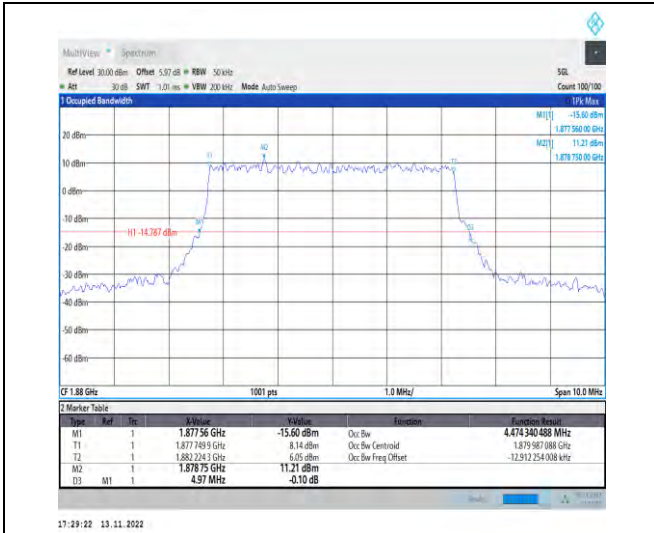 MultiView Spectrum
Ref Level 30.00 dBm Offset 5.97 dB RBW 50 kHz SGL
Att 30 dB SWT 1.01 ms VBW 200 kHz Mode Auto Sweep Count 100/100
1 Occupied Bandwidth 1Pk Max
M1[1] -15.60 dBm
1.877 560 00 GHz
M2[1] 11.21 dBm
1.878 750 00 GHz
20 dBm
M2
T1 T2
10 dBm
0 dBm
-10 dBm
M1 D3
H1 -14.787 dBm
-20 dBm
-30 dBm
-40 dBm
-50 dBm
-60 dBm
CF 1.88 GHz 1001 pts 1.0 MHz/ Span 10.0 MHz
2 Marker Table
Type Ref Trc X-Value Y-Value Function Function Result
M1 1 1.877 56 GHz -15.60 dBm Occ Bw 4.474 340 488 MHz
T1 1 1.877 749 9 GHz 8.14 dBm Occ Bw Centroid 1.879 987 088 GHz
T2 1 1.882 224 3 GHz 6.05 dBm Occ Bw Freq Offset -12.912 254 008 kHz
M2 1 1.878 75 GHz 11.21 dBm
D3 M1 1 4.97 MHz -0.10 dB
17:29:22 13.11.2022